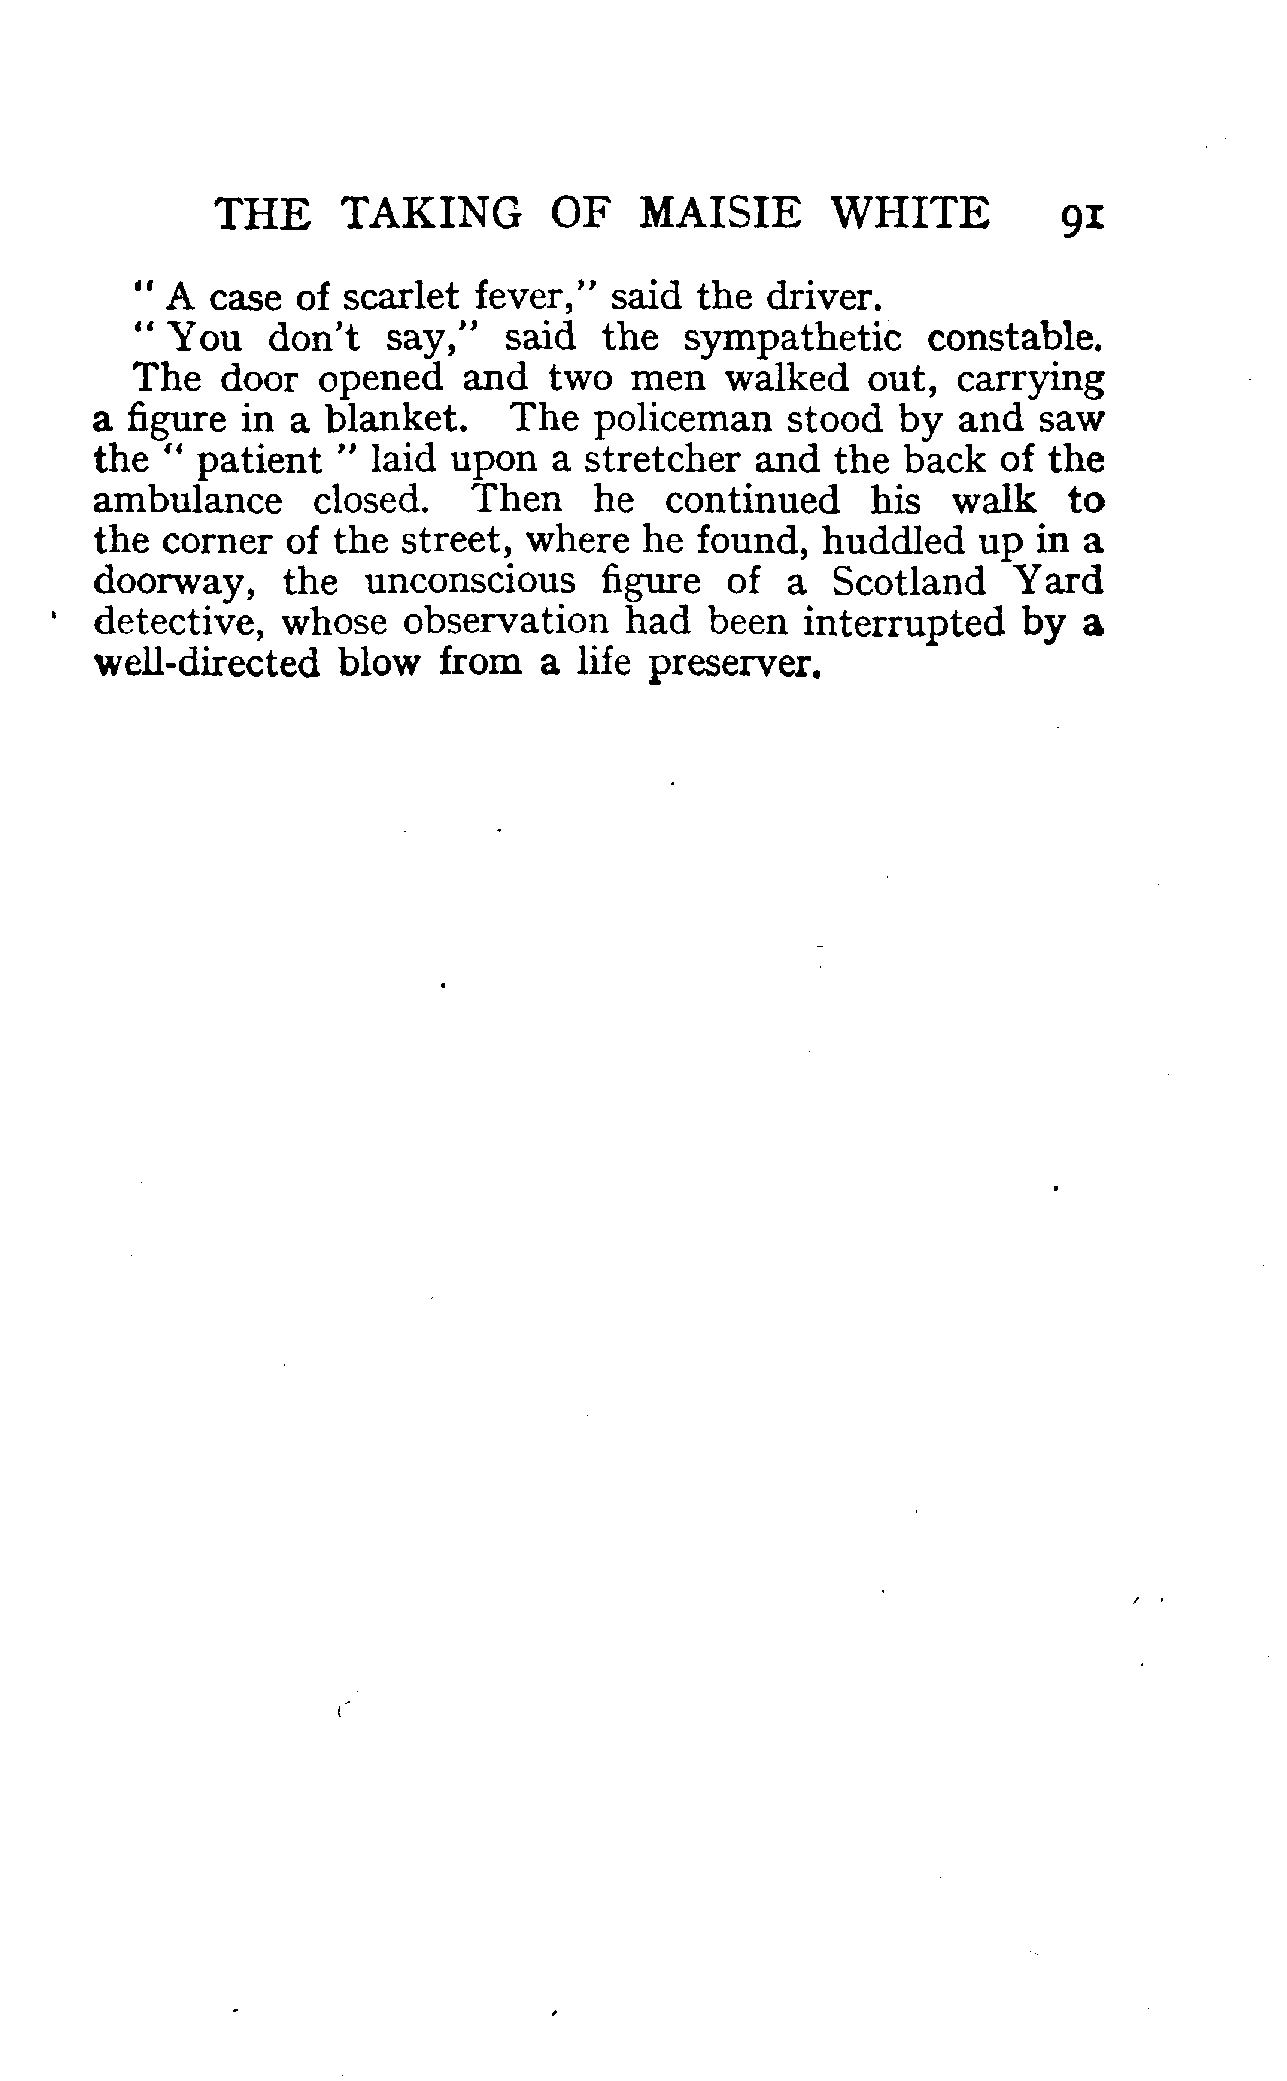 THE TAKING OF MAISIE WHITE 91
" A case of scarlet fever," said the driver.
" You don't say," said the sympathetic constable.
The door opened and two men walked out, carrying
a figure in a blanket. The policeman stood by and saw
the " patient " laid upon a stretcher and the back of the
ambulance closed. Then he continued his walk to
the corner of the street, where he found, huddled up in a
doorway, the unconscious figure of a Scotland Yard
detective, whose observation had been interrupted by a
well-directed blow from a life preserver.